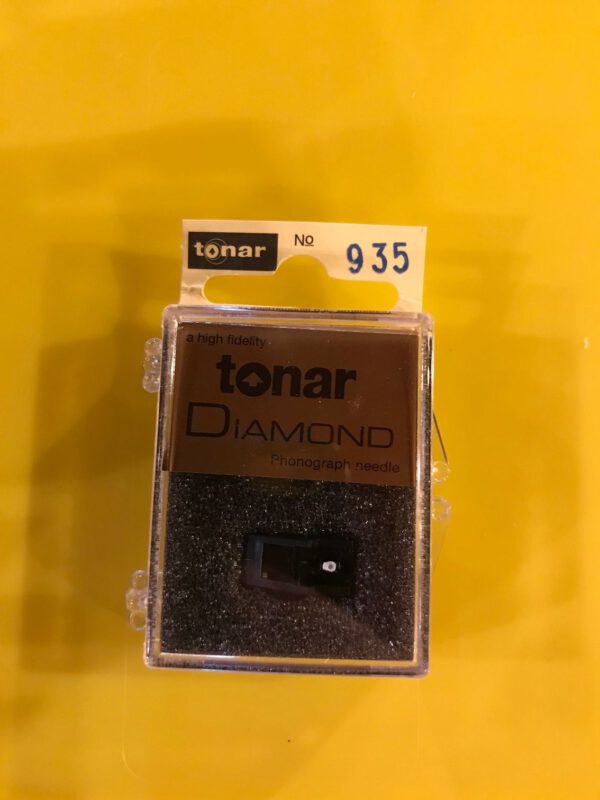 tonar No 935
a high fidelity
tonar
DIAMOND
Phonograph needle